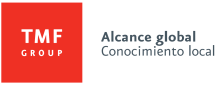 TMF
GROUP
Alcance global
Conocimiento local